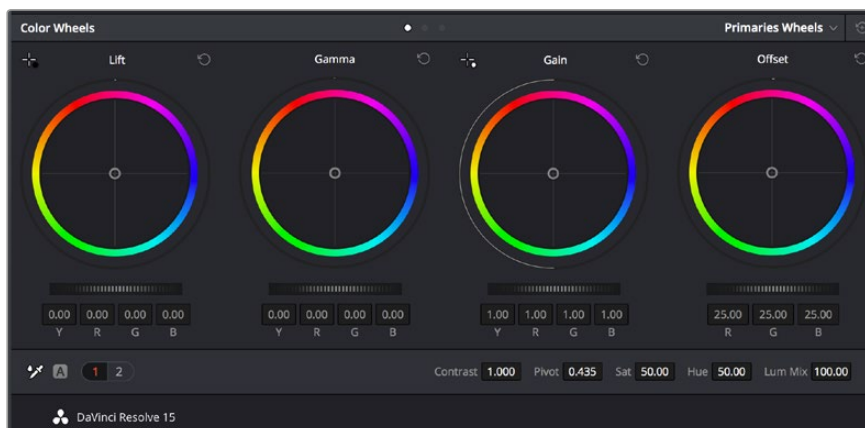 Color Wheels Primaries Wheels
Lift Gamma Gain Offset
0.00 0.00 0.00 0.00 0.00 0.00 0.00 0.00 1.00 1.00 1.00 1.00 25.00 25.00 25.00
Y R G B Y R G B Y R G B R G B
A 1 2 Contrast 1.000 Pivot 0.435 Sat 50.00 Hue 50.00 Lum Mix 100.00
DaVinci Resolve 15